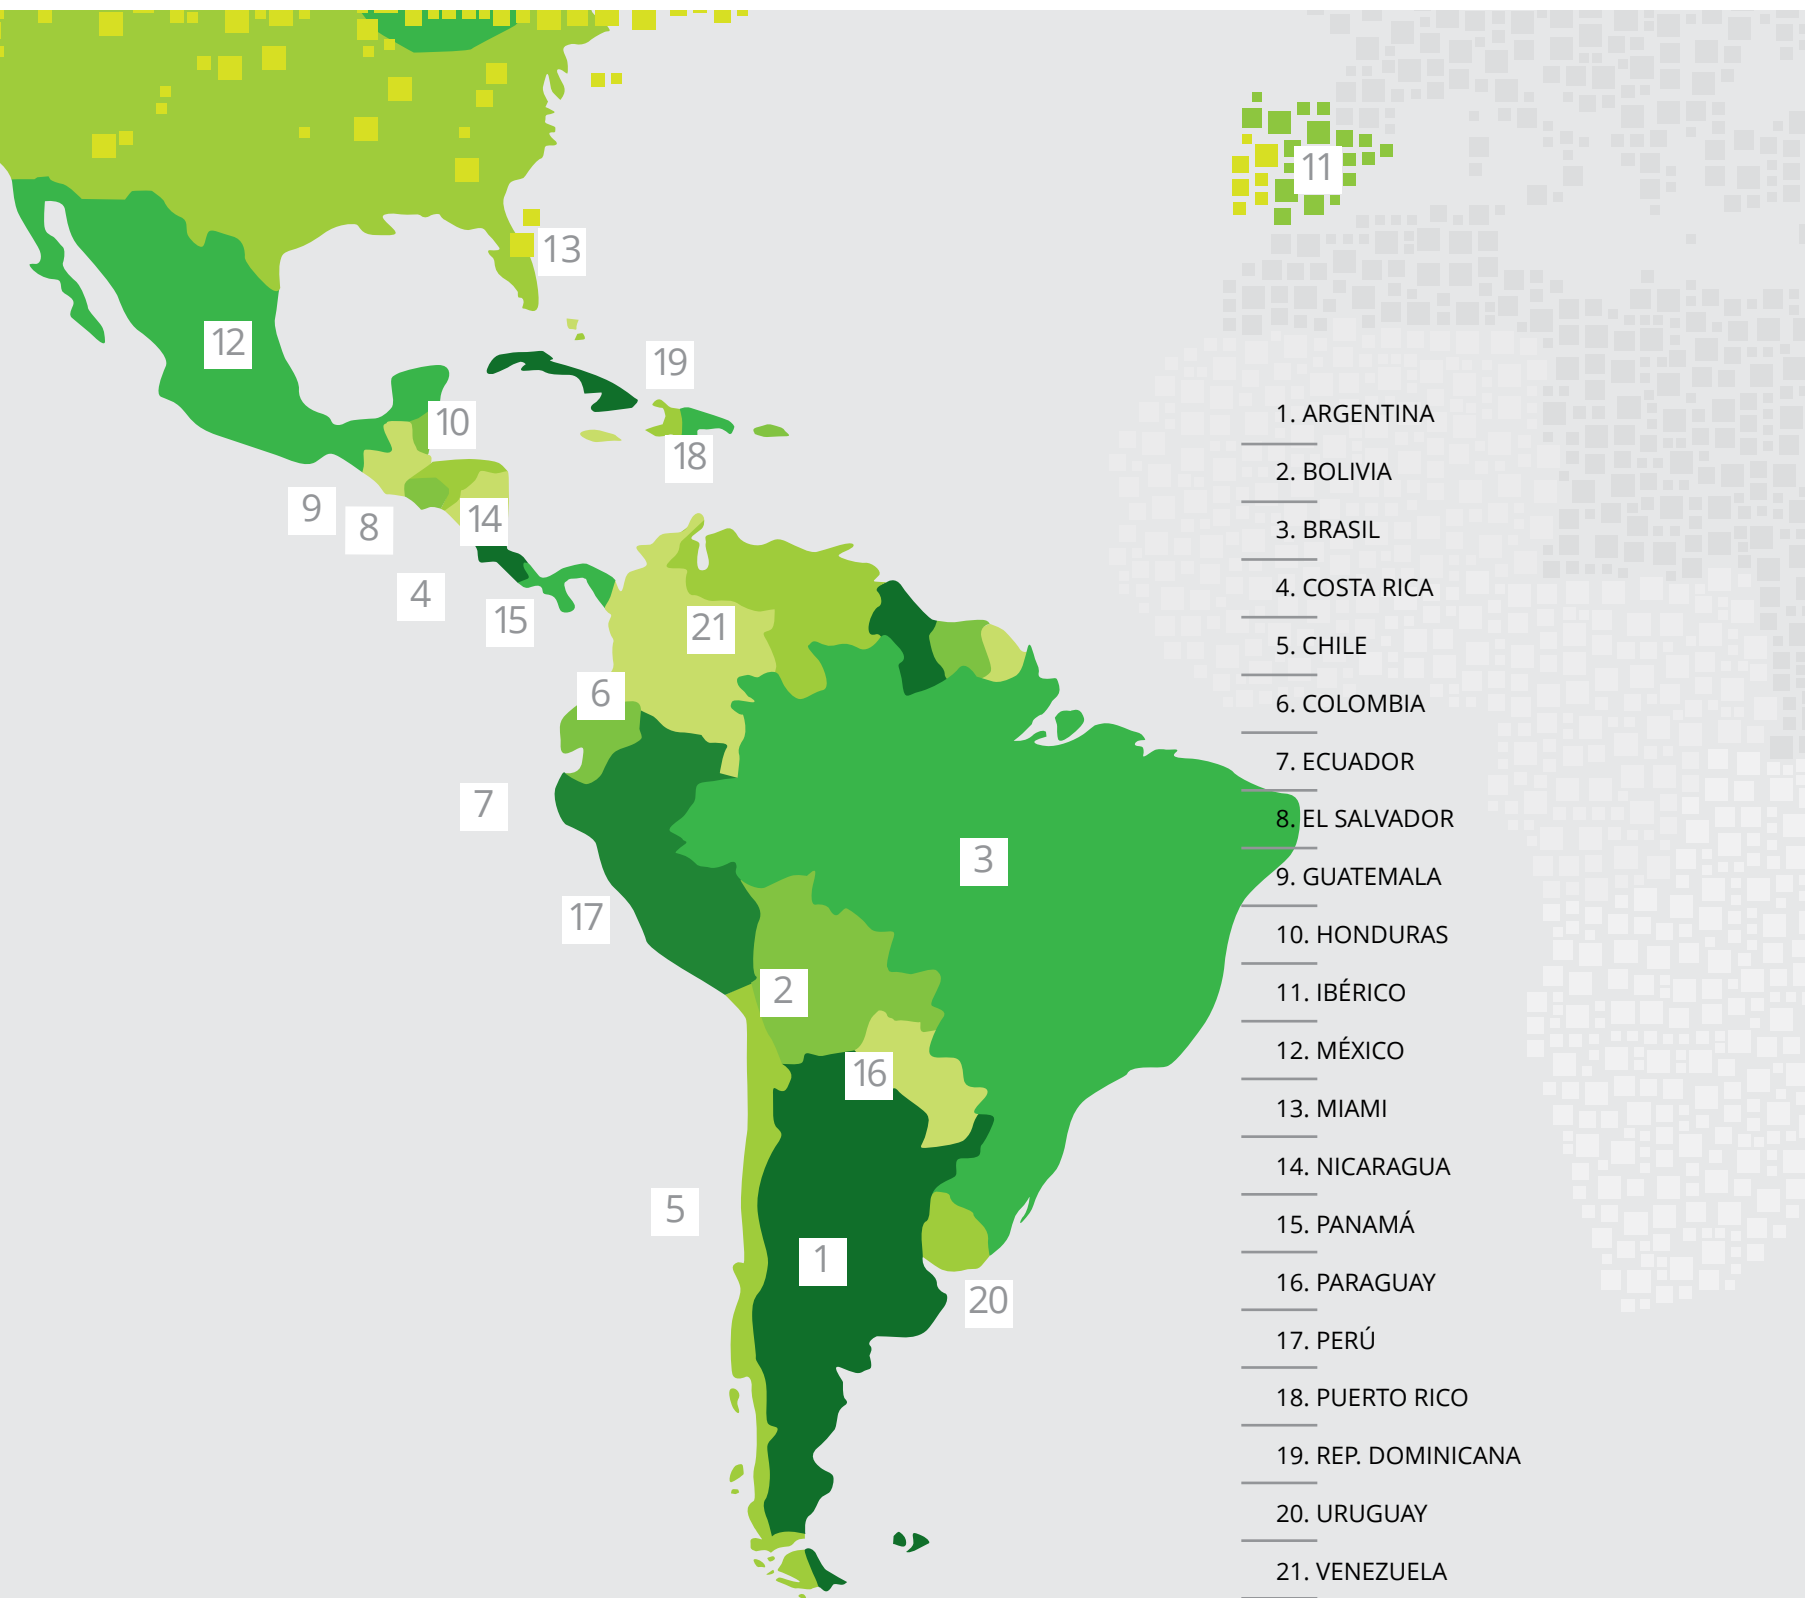 13
11
12
19
10
18
9
8
14
4
15
21
6
7
3
17
2
16
5
1
20
1. ARGENTINA
2. BOLIVIA
3. BRASIL
4. COSTA RICA
5. CHILE
6. COLOMBIA
7. ECUADOR
8. EL SALVADOR
9. GUATEMALA
10. HONDURAS
11. IBÉRICO
12. MÉXICO
13. MIAMI
14. NICARAGUA
15. PANAMÁ
16. PARAGUAY
17. PERÚ
18. PUERTO RICO
19. REP. DOMINICANA
20. URUGUAY
21. VENEZUELA